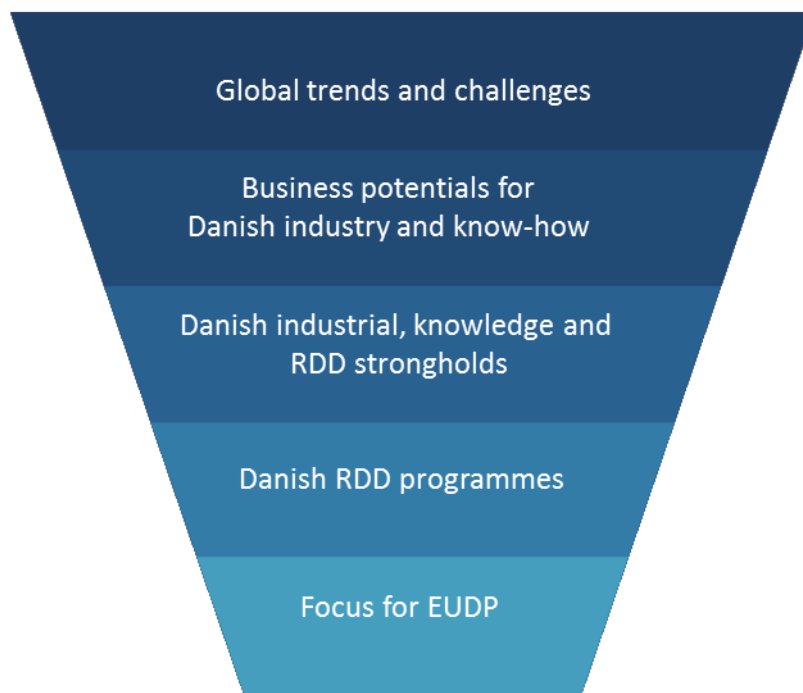 Global trends and challenges
Business potentials for
Danish industry and know-how
Danish industrial, knowledge and
RDD strongholds
Danish RDD programmes
Focus for EUDP